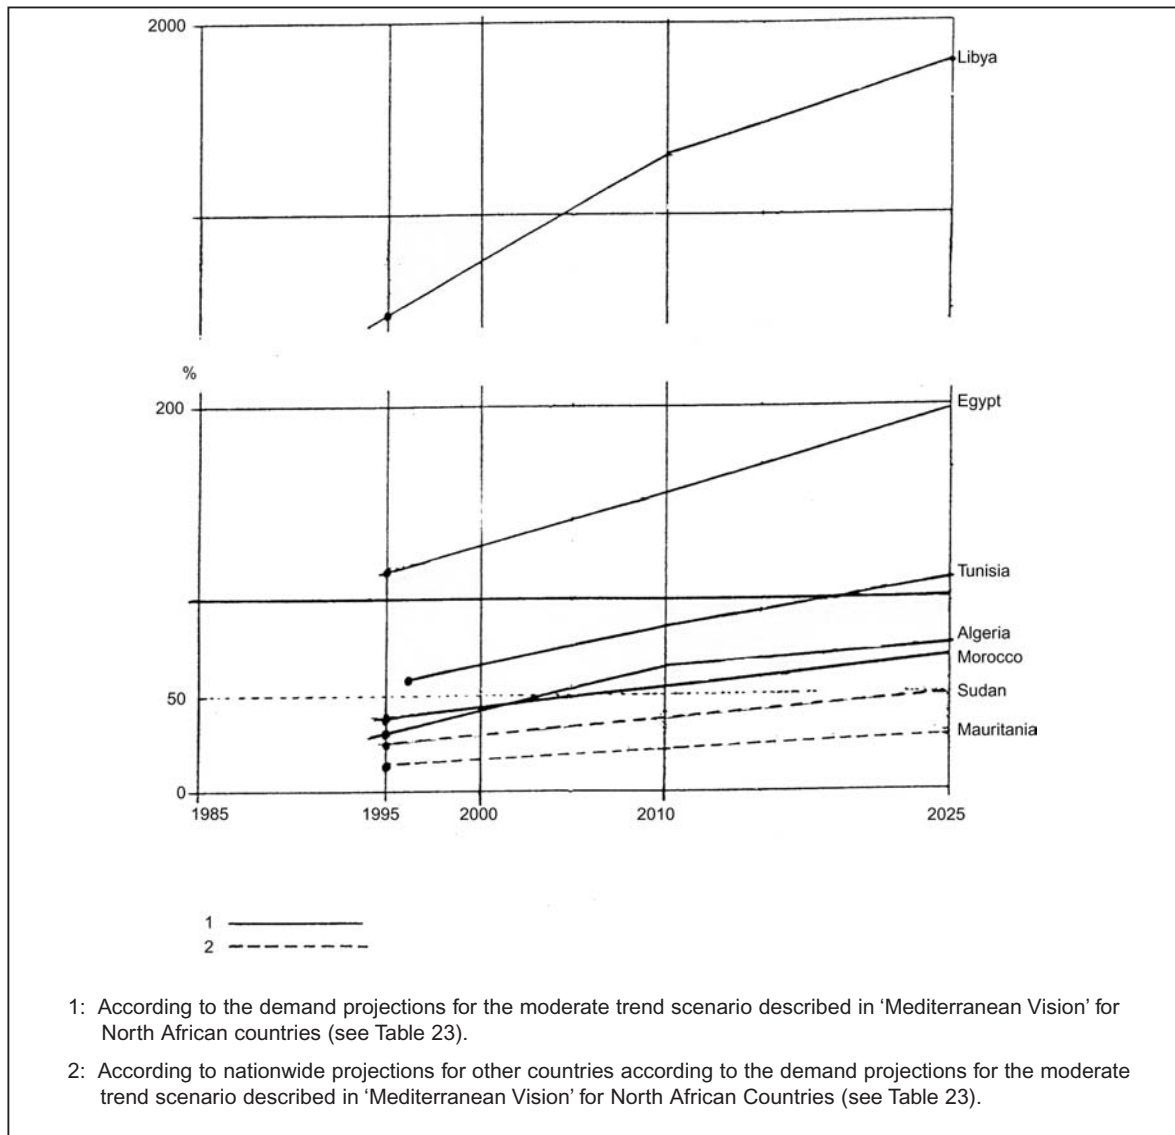 2000
Libya
%
200
Egypt
Tunisia
Algeria
Morocco
50
Sudan
Mauritania
0
1985 1995 2000 2010 2025
1
2
1: According to the demand projections for the moderate trend scenario described in ‘Mediterranean Vision’ for
North African countries (see Table 23).
2: According to nationwide projections for other countries according to the demand projections for the moderate
trend scenario described in ‘Mediterranean Vision’ for North African Countries (see Table 23).